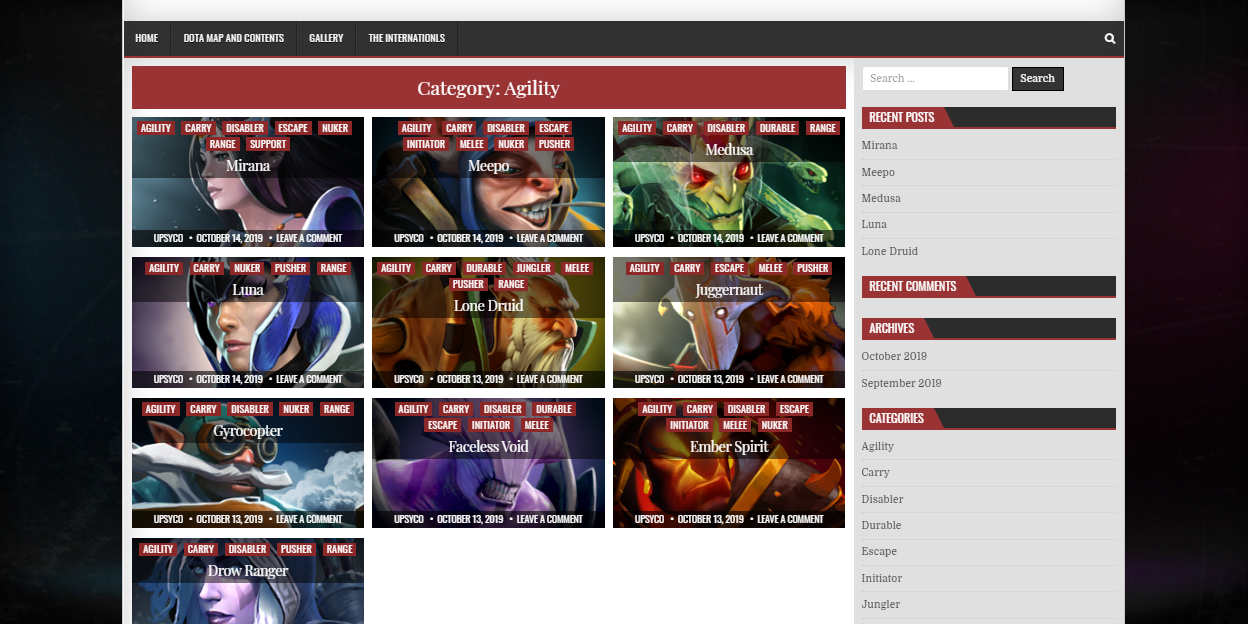 HOME DOTA MAP AND CONTENTS GALLERY THE INTERNATIONLS
Category: Agility
AGILITY CARRY DISABLER ESCAPE NUKER
RANGE SUPPORT
Mirana
UPSYCO • OCTOBER 14, 2019 • LEAVE A COMMENT
AGILITY CARRY DISABLER ESCAPE
INITIATOR MELEE NUKER PUSHER
Meepo
UPSYCO • OCTOBER 14, 2019 • LEAVE A COMMENT
AGILITY CARRY DISABLER DURABLE RANGE
Medusa
UPSYCO • OCTOBER 14, 2019 • LEAVE A COMMENT
AGILITY CARRY NUKER PUSHER RANGE
Luna
UPSYCO • OCTOBER 14, 2019 • LEAVE A COMMENT
AGILITY CARRY DURABLE JUNGLER MELEE
PUSHER RANGE
Lone Druid
UPSYCO • OCTOBER 13, 2019 • LEAVE A COMMENT
AGILITY CARRY ESCAPE MELEE PUSHER
Juggernaut
UPSYCO • OCTOBER 13, 2019 • LEAVE A COMMENT
AGILITY CARRY DISABLER NUKER RANGE
Gyrocopter
UPSYCO • OCTOBER 13, 2019 • LEAVE A COMMENT
AGILITY CARRY DISABLER DURABLE
ESCAPE INITIATOR MELEE
Faceless Void
UPSYCO • OCTOBER 13, 2019 • LEAVE A COMMENT
AGILITY CARRY DISABLER ESCAPE
INITIATOR MELEE NUKER
Ember Spirit
UPSYCO • OCTOBER 13, 2019 • LEAVE A COMMENT
AGILITY CARRY DISABLER PUSHER RANGE
Drow Ranger
Search ... Search
RECENT POSTS
Mirana
Meepo
Medusa
Luna
Lone Druid
RECENT COMMENTS
ARCHIVES
October 2019
September 2019
CATEGORIES
Agility
Carry
Disabler
Durable
Escape
Initiator
Jungler